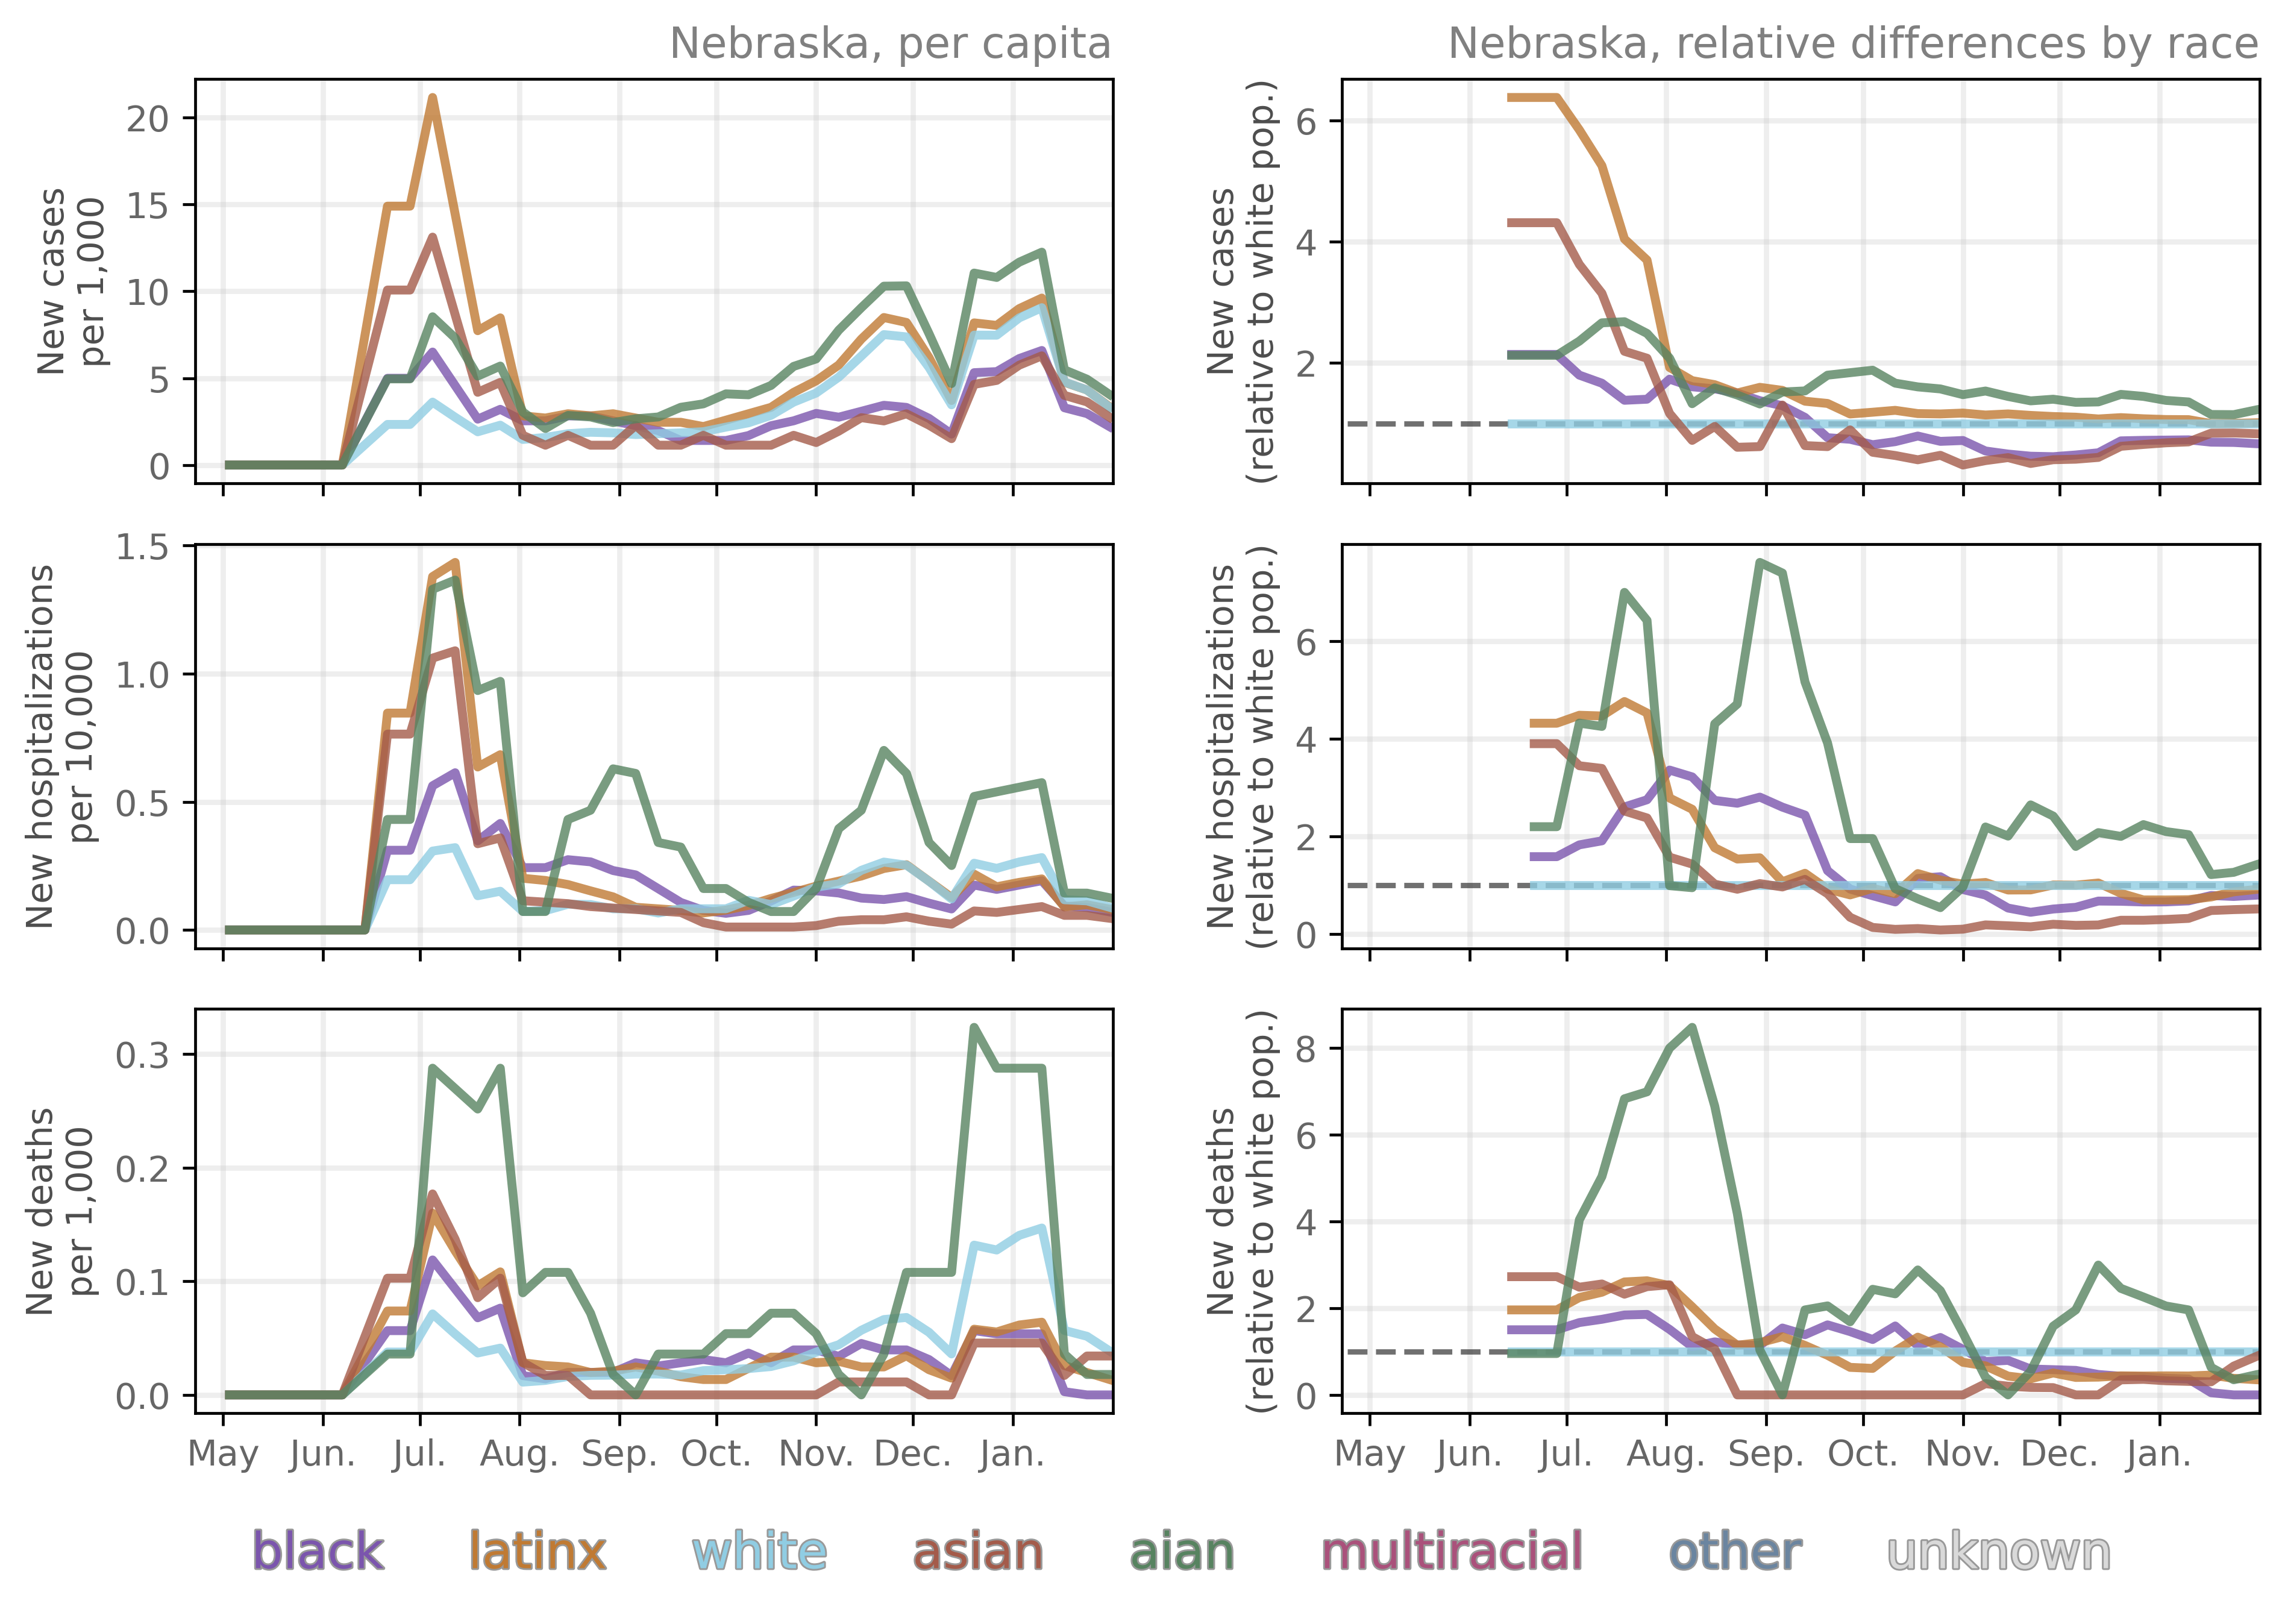 Nebraska, per capita
Nebraska, relative differences by race
New cases
per 1,000
20
15
10
5
0
New cases
(relative to white pop.)
6
4
2
New hospitalizations
per 10,000
1.5
1.0
0.5
0.0
New hospitalizations
(relative to white pop.)
6
4
2
0
New deaths
per 1,000
0.3
0.2
0.1
0.0
May Jun. Jul. Aug. Sep. Oct. Nov. Dec. Jan.
New deaths
(relative to white pop.)
8
6
4
2
0
May Jun. Jul. Aug. Sep. Oct. Nov. Dec. Jan.
black latinx white asian aian multiracial other unknown